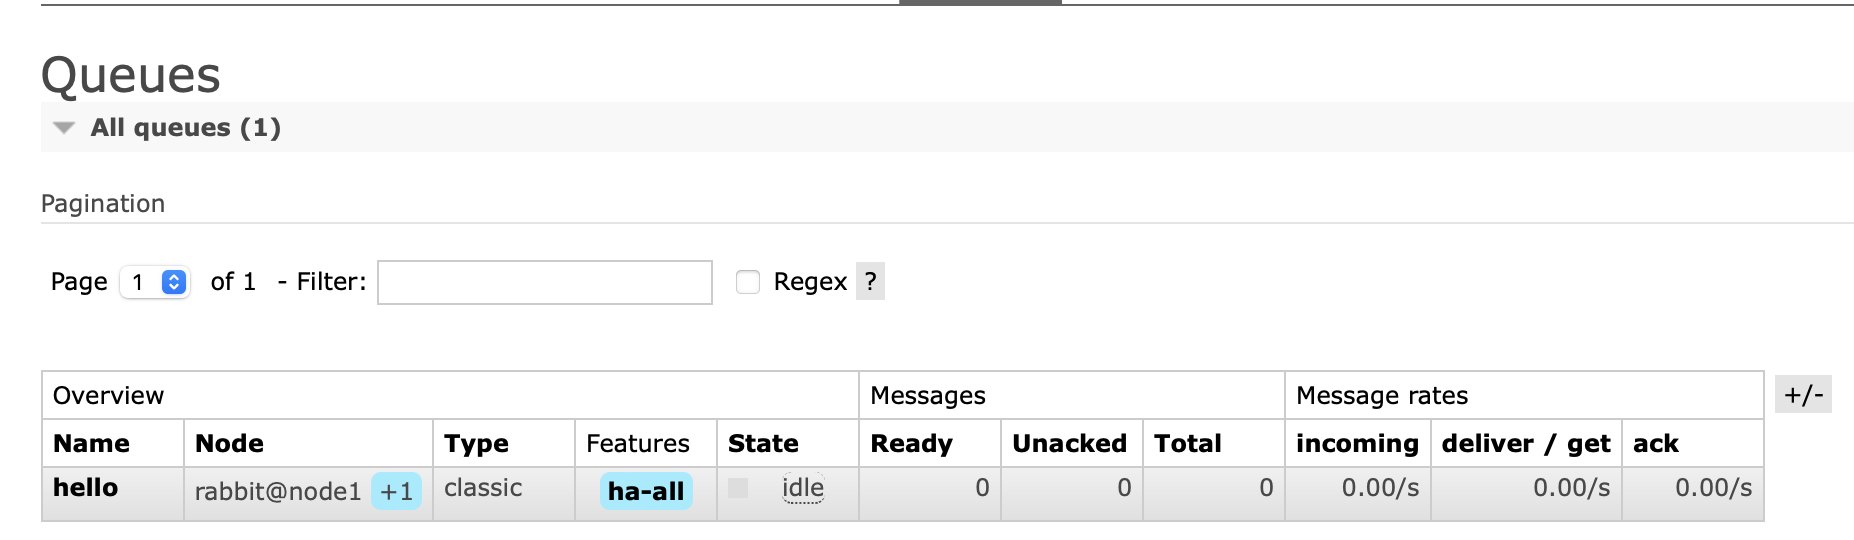 Queues
All queues (1)
Pagination
Page 1 of 1 - Filter: Regex ?
Overview Messages Message rates +/-
Name Node Type Features State Ready Unacked Total incoming deliver / get ack
hello rabbit@node1 +1 classic ha-all idle 0 0 0 0.00/s 0.00/s 0.00/s